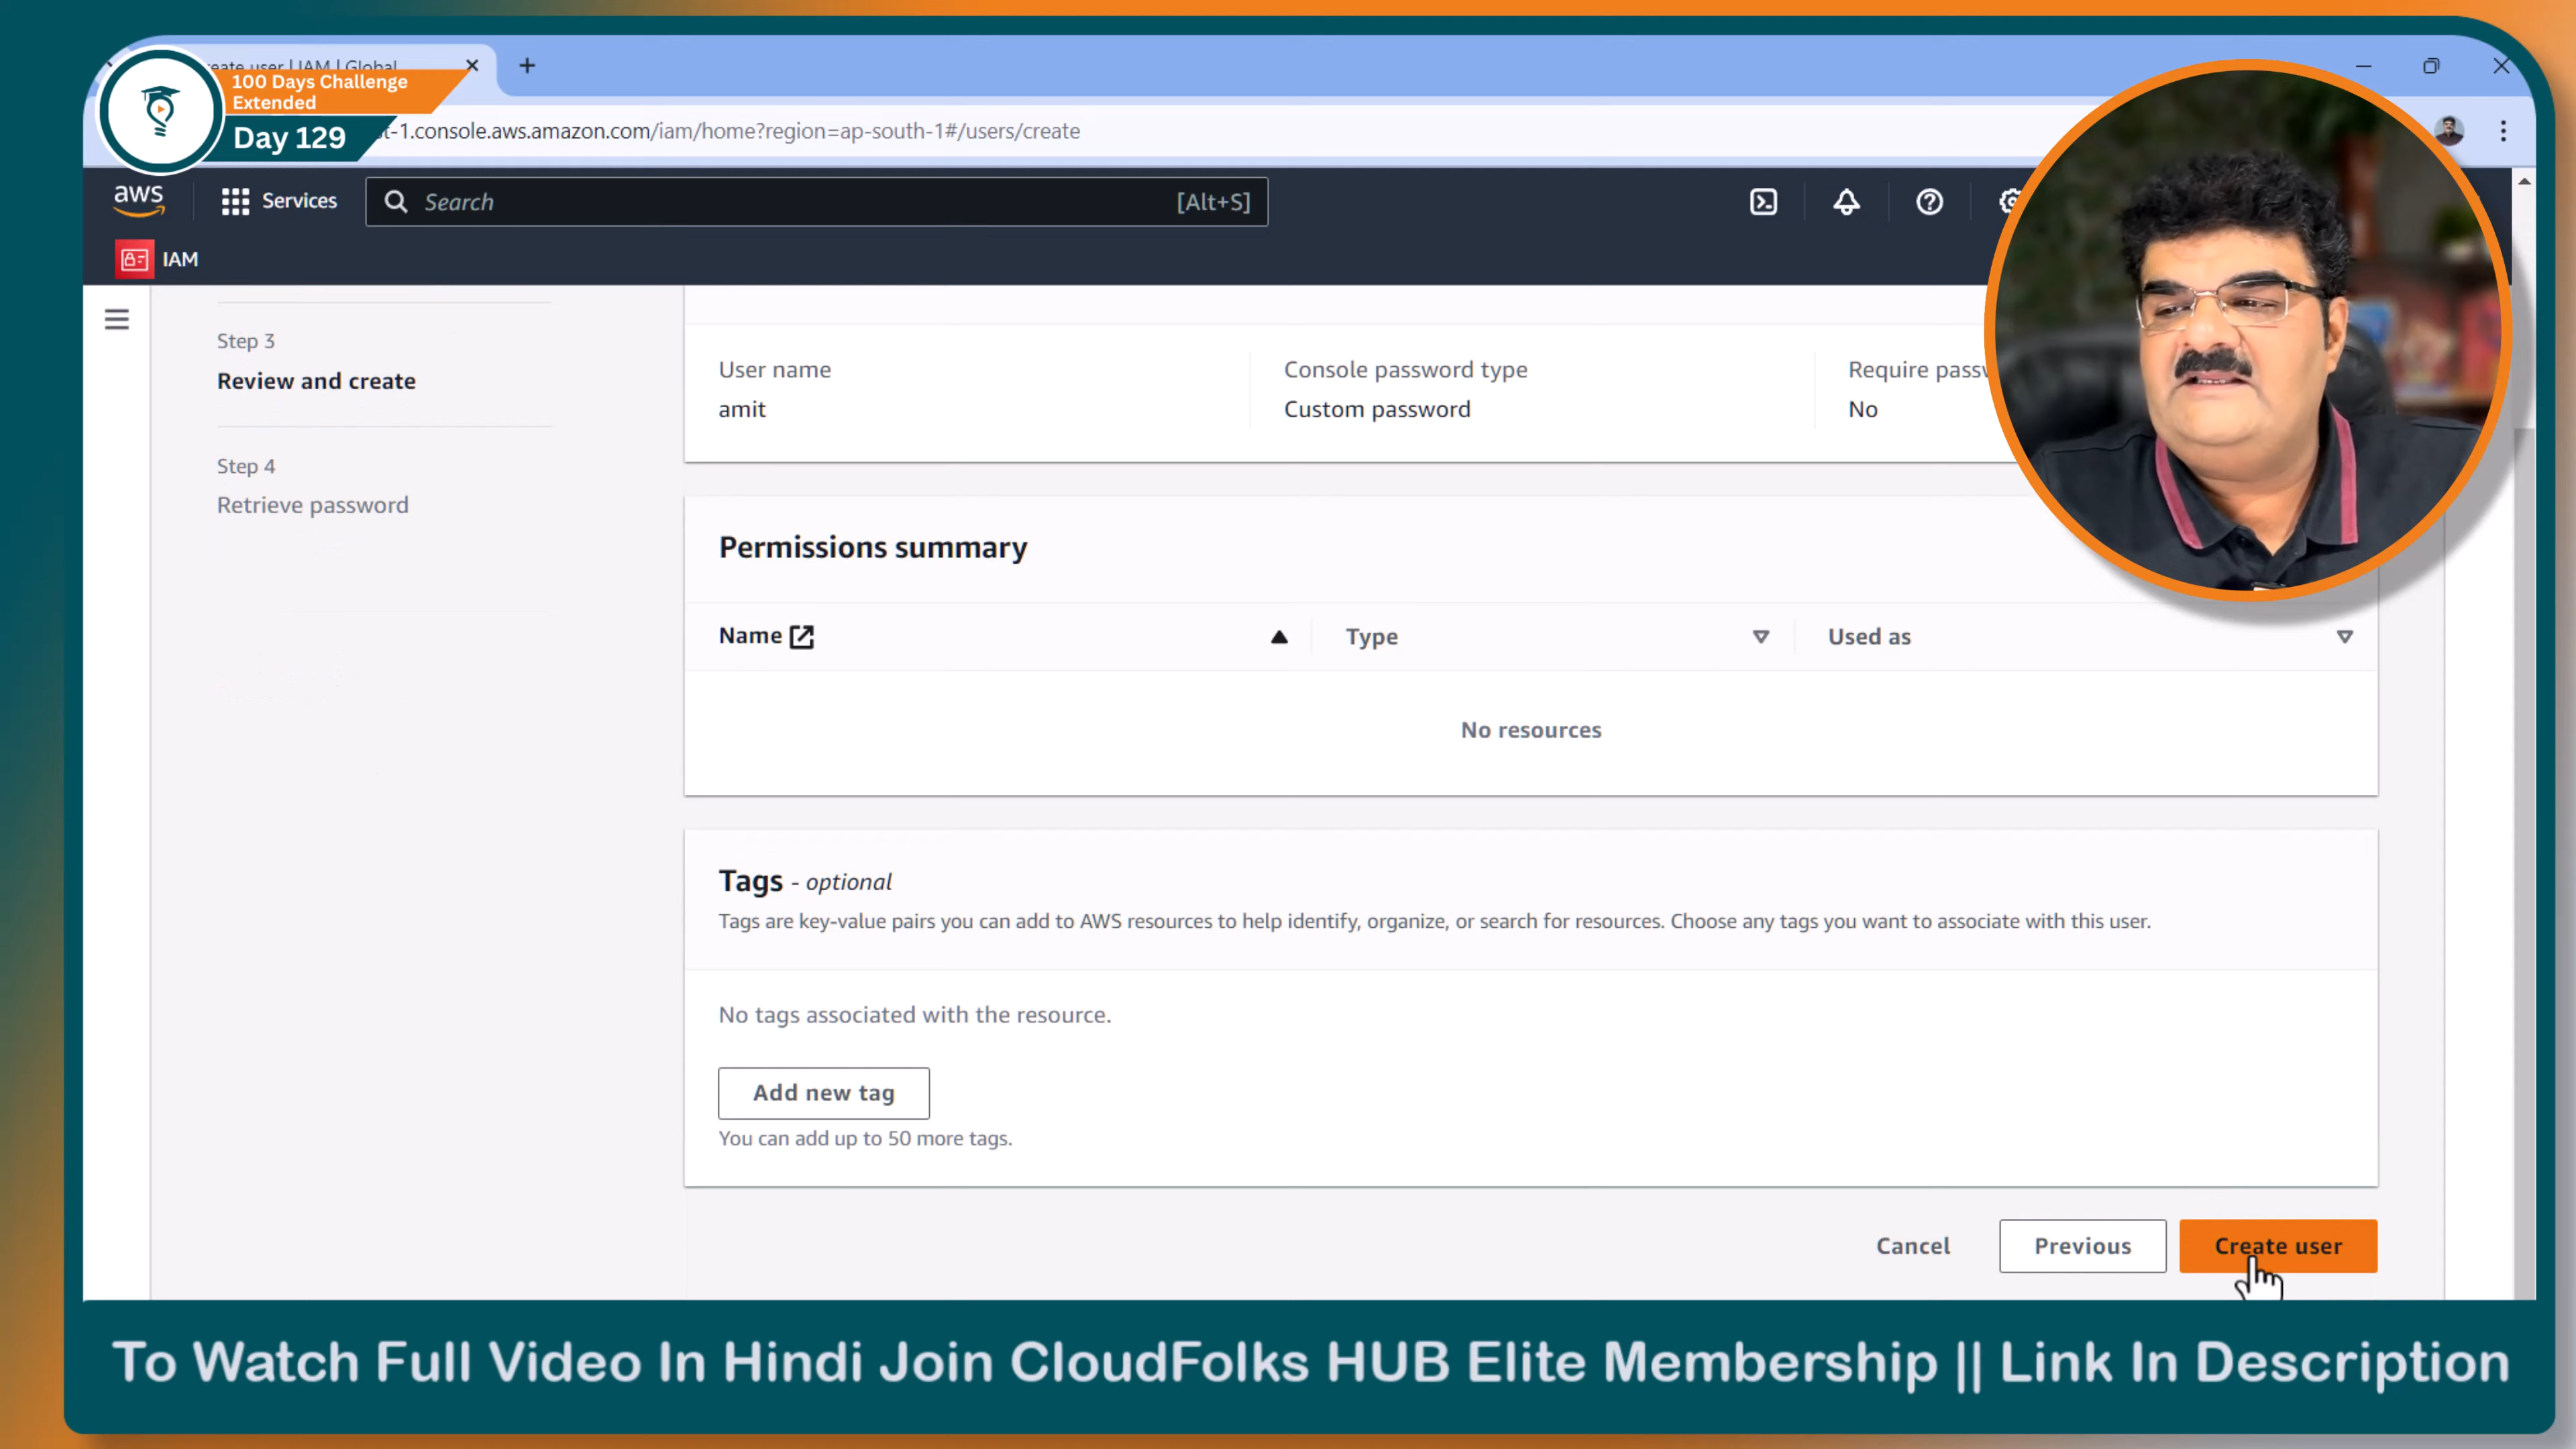 eate user | IAM | Global
100 Days Challenge
Extended
Day 129
t-1.console.aws.amazon.com/iam/home?region=ap-south-1#/users/create
aws
Services
Search
[Alt+S]
IAM
Step 3
Review and create
Step 4
Retrieve password
User name
amit
Console password type
Custom password
Require passw
No
Permissions summary
Name
Type
Used as
No resources
Tags - optional
Tags are key-value pairs you can add to AWS resources to help identify, organize, or search for resources. Choose any tags you want to associate with this user.
No tags associated with the resource.
Add new tag
You can add up to 50 more tags.
Cancel
Previous
Create user
To Watch Full Video In Hindi Join CloudFolks HUB Elite Membership || Link In Description